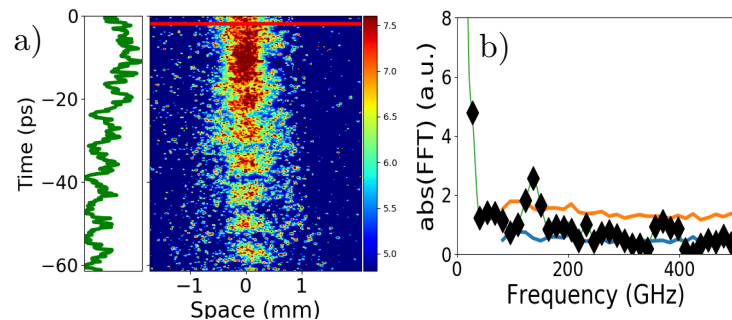 a)
Time (ps)
0
−20
−40
−60
−1 0 1
Space (mm)
7.5
7.0
6.5
6.0
5.5
5.0
b)
abs(FFT) (a.u.)
8
6
4
2
0
0 200 400
Frequency (GHz)